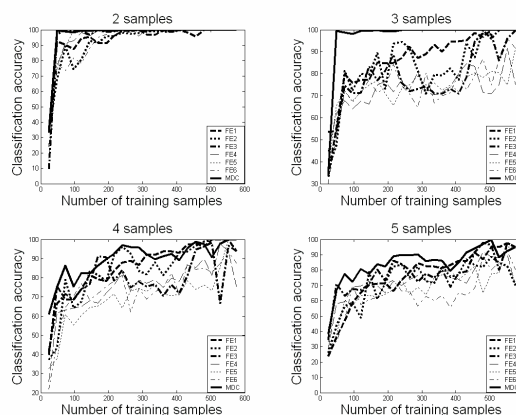 2 samples
Classification accuracy
100
90
80
70
60
50
40
30
20
10
0
0 100 200 300 400 500 600
Number of training samples
FE1
FE2
FE3
FE4
FE5
FE6
MDC
3 samples
Classification accuracy
100
90
80
70
60
50
40
30
0 100 200 300 400 500
Number of training samples
FE1
FE2
FE3
FE4
FE5
FE6
MDC
4 samples
Classification accuracy
100
90
80
70
60
50
40
30
20
0 100 200 300 400 500 600
Number of training samples
FE1
FE2
FE3
FE4
FE5
FE6
MDC
5 samples
Classification accuracy
100
90
80
70
60
50
40
30
20
10
0
0 100 200 300 400 500
Number of training samples
FE1
FE2
FE3
FE4
FE5
FE6
MDC